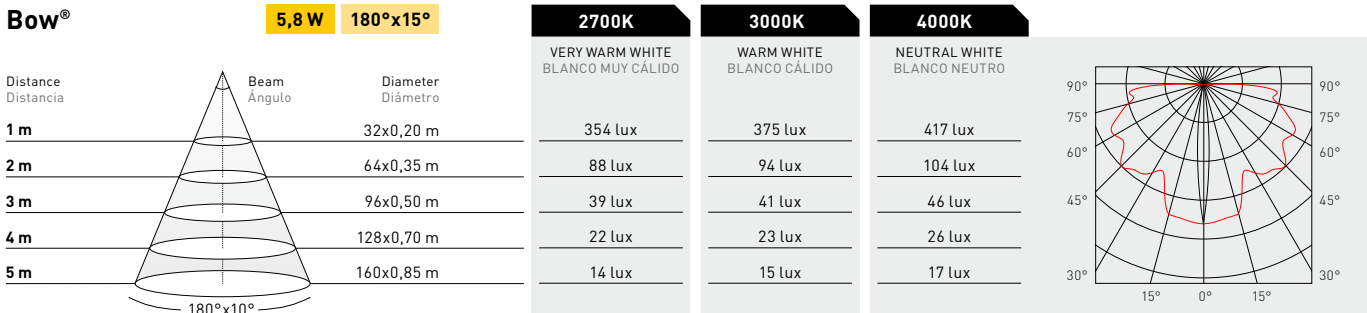 Bow® 5,8 W 180°x15° 2700K 3000K 4000K
VERY WARM WHITE WARM WHITE NEUTRAL WHITE
BLANCO MUY CÁLIDO BLANCO CÁLIDO BLANCO NEUTRO
Distance Beam Diameter
Distancia Ángulo Diámetro
1 m 32x0,20 m 354 lux 375 lux 417 lux
2 m 64x0,35 m 88 lux 94 lux 104 lux
3 m 96x0,50 m 39 lux 41 lux 46 lux
4 m 128x0,70 m 22 lux 23 lux 26 lux
5 m 160x0,85 m 14 lux 15 lux 17 lux
180°x10°
90° 90°
75° 75°
60° 60°
45° 45°
30° 30°
15° 0° 15°